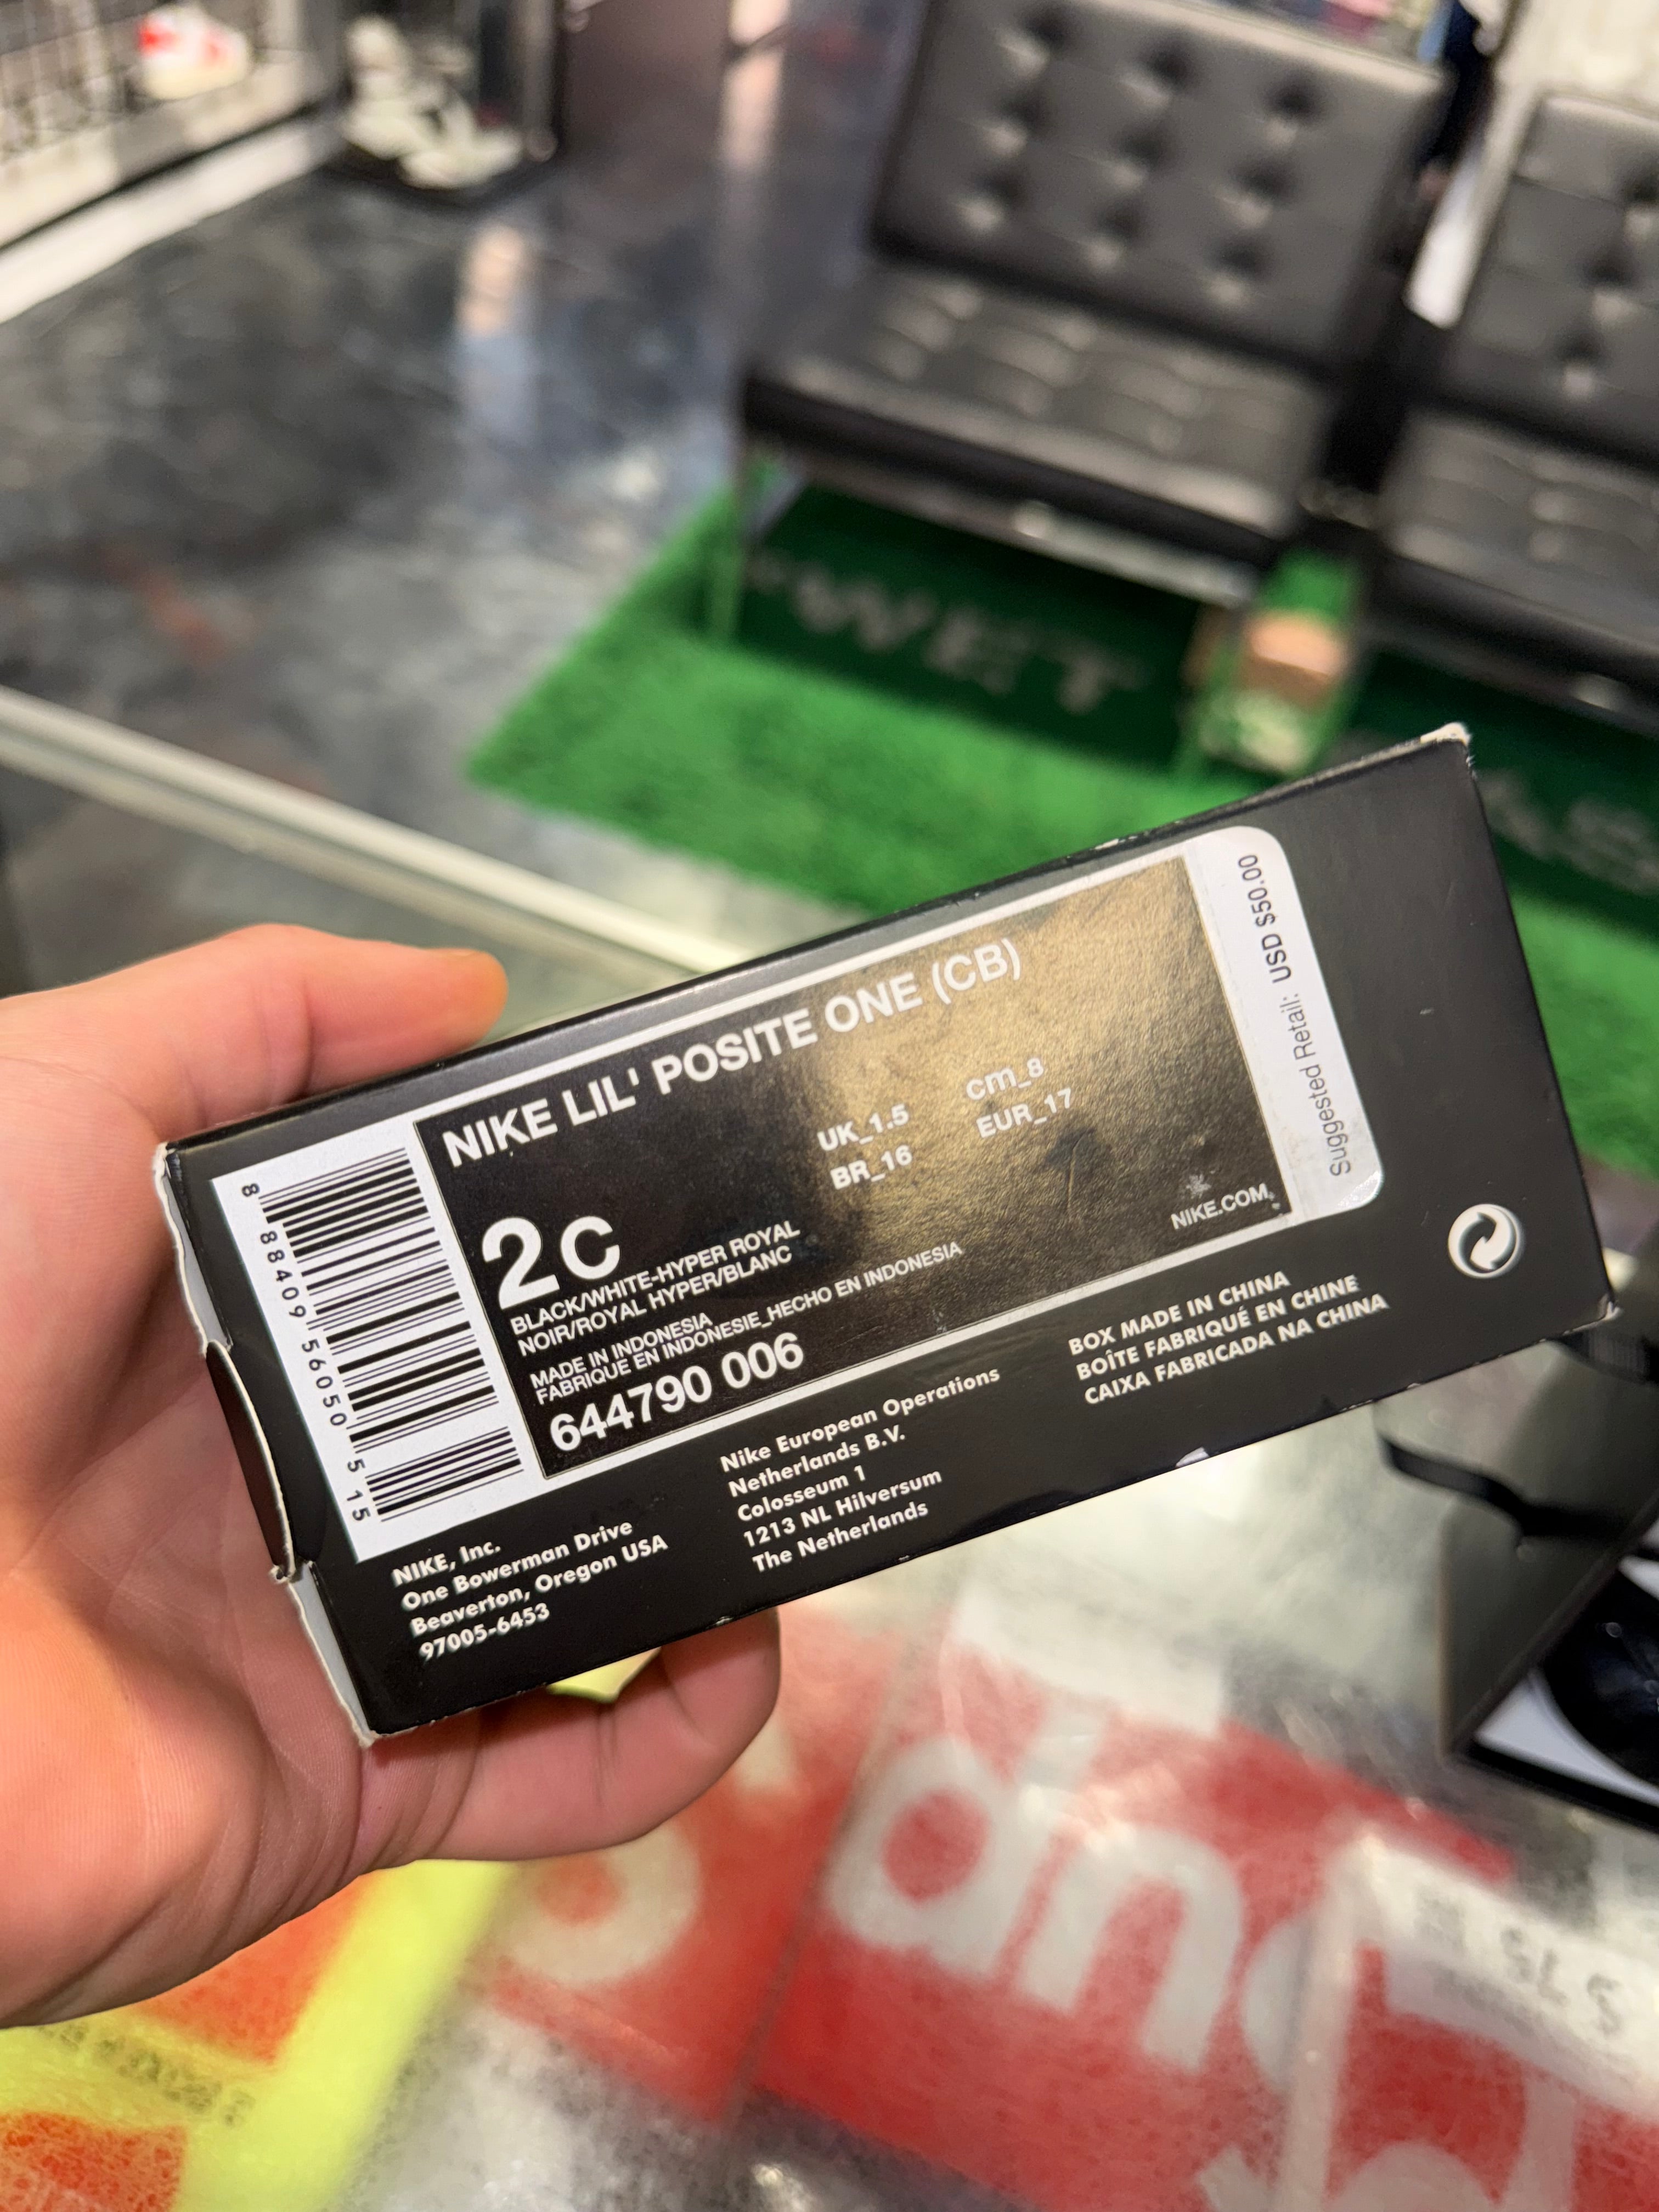 NIKE LIL' POSITE ONE (CB)
UK_1.5 cm_8
BR_16 EUR_17
2C
BLACK/WHITE-HYPER ROYAL
NOIR/ROYAL HYPER/BLANC
MADE IN INDONESIA
FABRIQUE EN INDONESIE_HECHO EN INDONESIA
644790 006
NIKE.COM
Suggested Retail: USD $50.00
8 88409 56050 5 15
NIKE, Inc.
One Bowerman Drive
Beaverton, Oregon USA
97005-6453
Nike European Operations
Netherlands B.V.
Colosseum 1
1213 NL Hilversum
The Netherlands
BOX MADE IN CHINA
BOÎTE FABRIQUÉ EN CHINE
CAIXA FABRICADA NA CHINA
WET